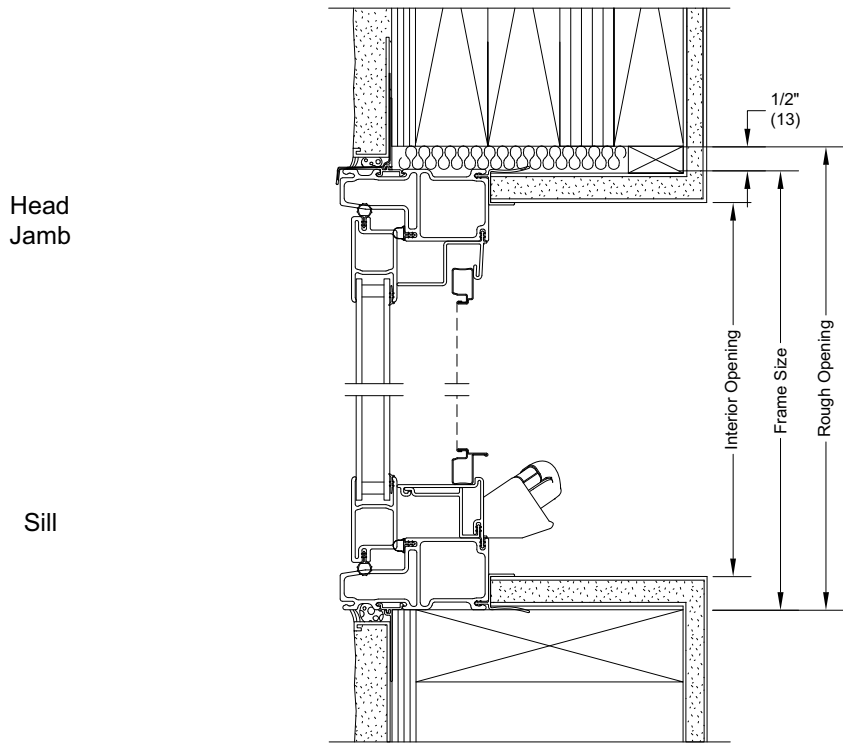 1/2"
(13)
Head
Jamb
Interior Opening
Frame Size
Rough Opening
Sill